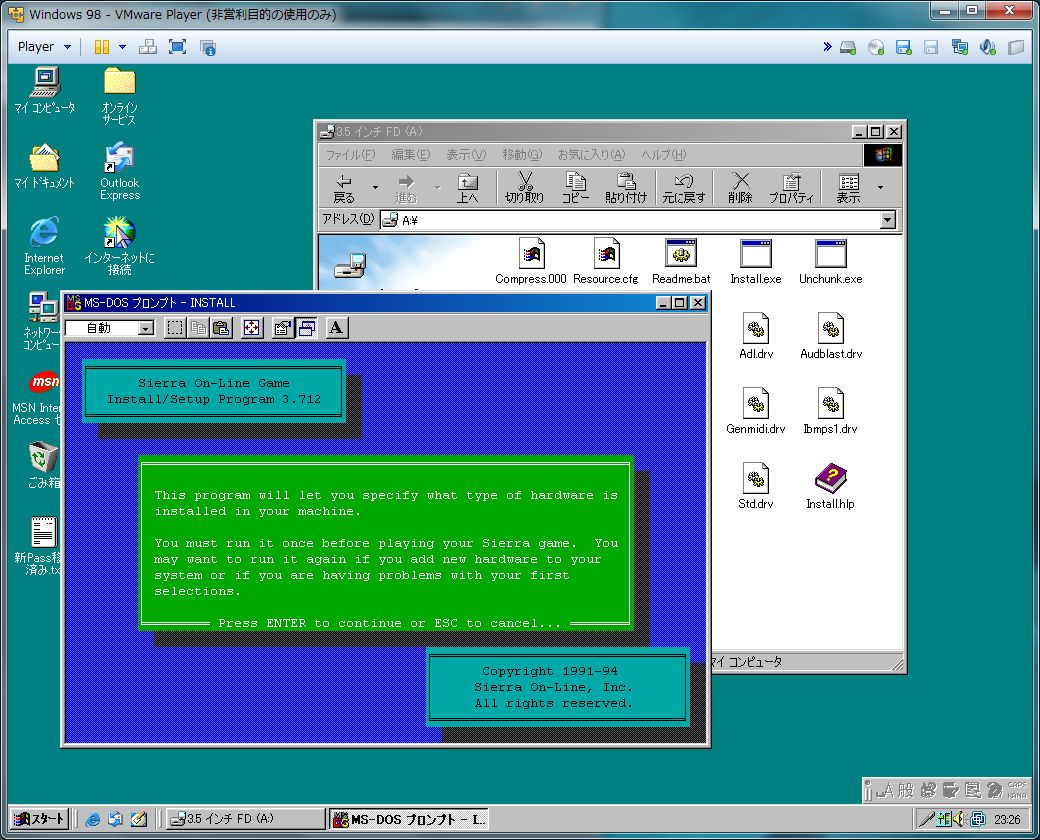 Windows 98 - VMware Player (非営利目的の使用のみ)
Player
マイ コンピュータ
オンライン
サービス
マイ ドキュメント
Outlook
Express
Internet
Explorer
インターネットに
接続
ネットワー
コンピュー
msn
MSN Inte
Access セ
ごみ箱
新Pass移
済み.tx
3.5 インチ FD (A:)
ファイル(F) 編集(E) 表示(V) 移動(G) お気に入り(A) ヘルプ(H)
戻る 進む 上へ 切り取り コピー 貼り付け 元に戻す 削除 プロパティ 表示
アドレス(D) A:¥
Compress.000 Resource.cfg Readme.bat Install.exe Unchunk.exe
Adl.drv Audblast.drv
Genmidi.drv Ibmps1.drv
Std.drv Install.hlp
マイ コンピュータ
MS-DOS プロンプト - INSTALL
自動 A
Sierra On-Line Game
Install/Setup Program 3.712
This program will let you specify what type of hardware is
installed in your machine.
You must run it once before playing your Sierra game. You
may want to run it again if you add new hardware to your
system or if you are having problems with your first
selections.
Press ENTER to continue or ESC to cancel...
Copyright 1991-94
Sierra On-Line, Inc.
All rights reserved.
A 般 CAPS
KANA
スタート 3.5 インチ FD (A:) MS-DOS プロンプト - I... 23:26